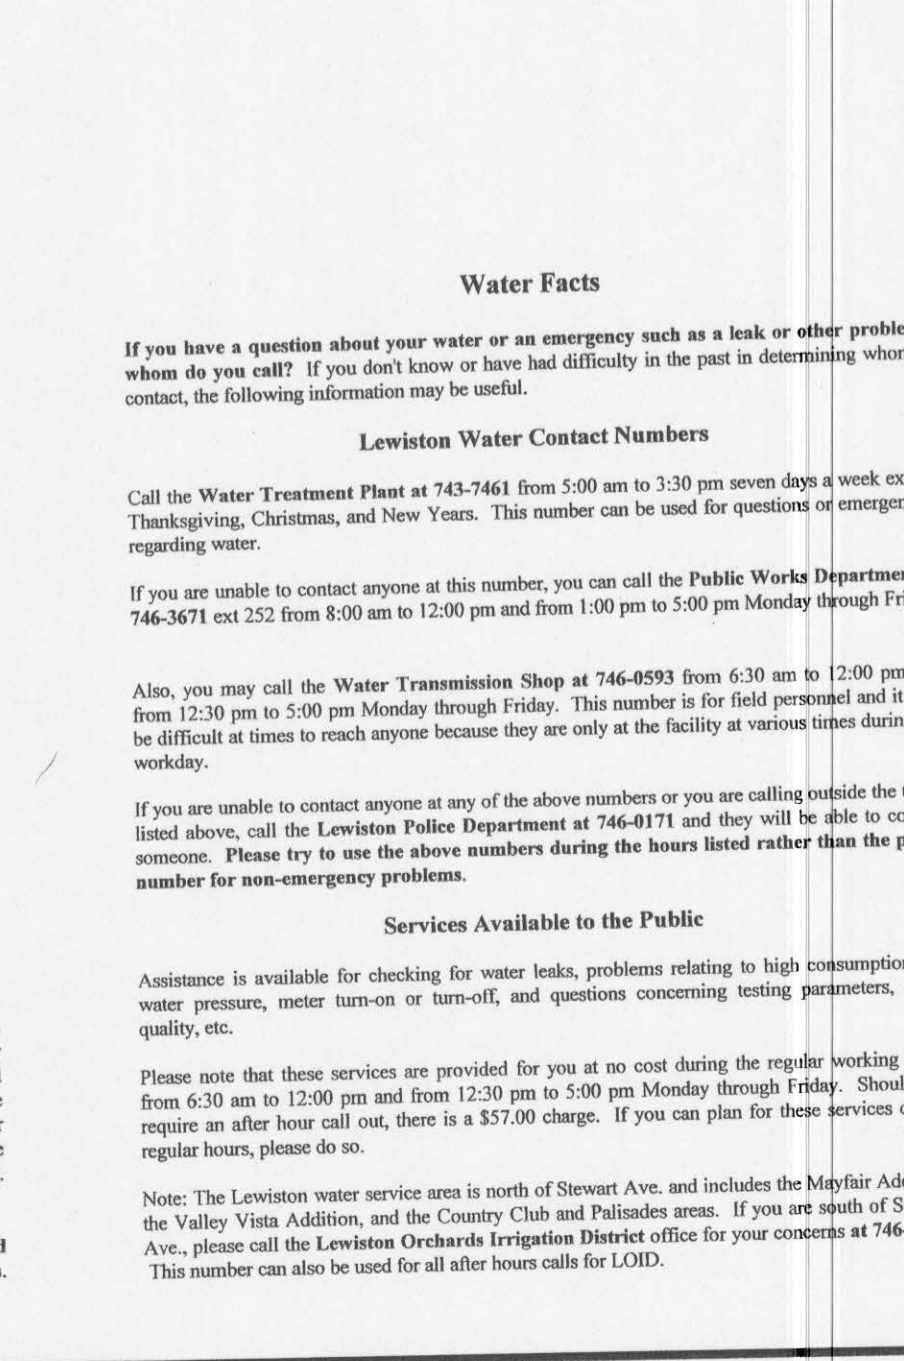 Water Facts
If you have a question about your water or an emergency such as a leak or other proble
whom do you call? If you don't know or have had difficulty in the past in determining whom
contact, the following information may be useful.
Lewiston Water Contact Numbers
Call the Water Treatment Plant at 743-7461 from 5:00 am to 3:30 pm seven days a week ex
Thanksgiving, Christmas, and New Years. This number can be used for questions or emergen
regarding water.
If you are unable to contact anyone at this number, you can call the Public Works Departmen
746-3671 ext 252 from 8:00 am to 12:00 pm and from 1:00 pm to 5:00 pm Monday through Fri
Also, you may call the Water Transmission Shop at 746-0593 from 6:30 am to 12:00 pm
from 12:30 pm to 5:00 pm Monday through Friday. This number is for field personnel and it
be difficult at times to reach anyone because they are only at the facility at various times durin
workday.
If you are unable to contact anyone at any of the above numbers or you are calling outside the t
listed above, call the Lewiston Police Department at 746-0171 and they will be able to co
someone. Please try to use the above numbers during the hours listed rather than the p
number for non-emergency problems.
Services Available to the Public
Assistance is available for checking for water leaks, problems relating to high consumption
water pressure, meter turn-on or turn-off, and questions concerning testing parameters,
quality, etc.
Please note that these services are provided for you at no cost during the regular working
from 6:30 am to 12:00 pm and from 12:30 pm to 5:00 pm Monday through Friday. Shoul
require an after hour call out, there is a $57.00 charge. If you can plan for these services d
regular hours, please do so.
Note: The Lewiston water service area is north of Stewart Ave. and includes the Mayfair Add
the Valley Vista Addition, and the Country Club and Palisades areas. If you are south of S
Ave., please call the Lewiston Orchards Irrigation District office for your concerns at 746-
This number can also be used for all after hours calls for LOID.